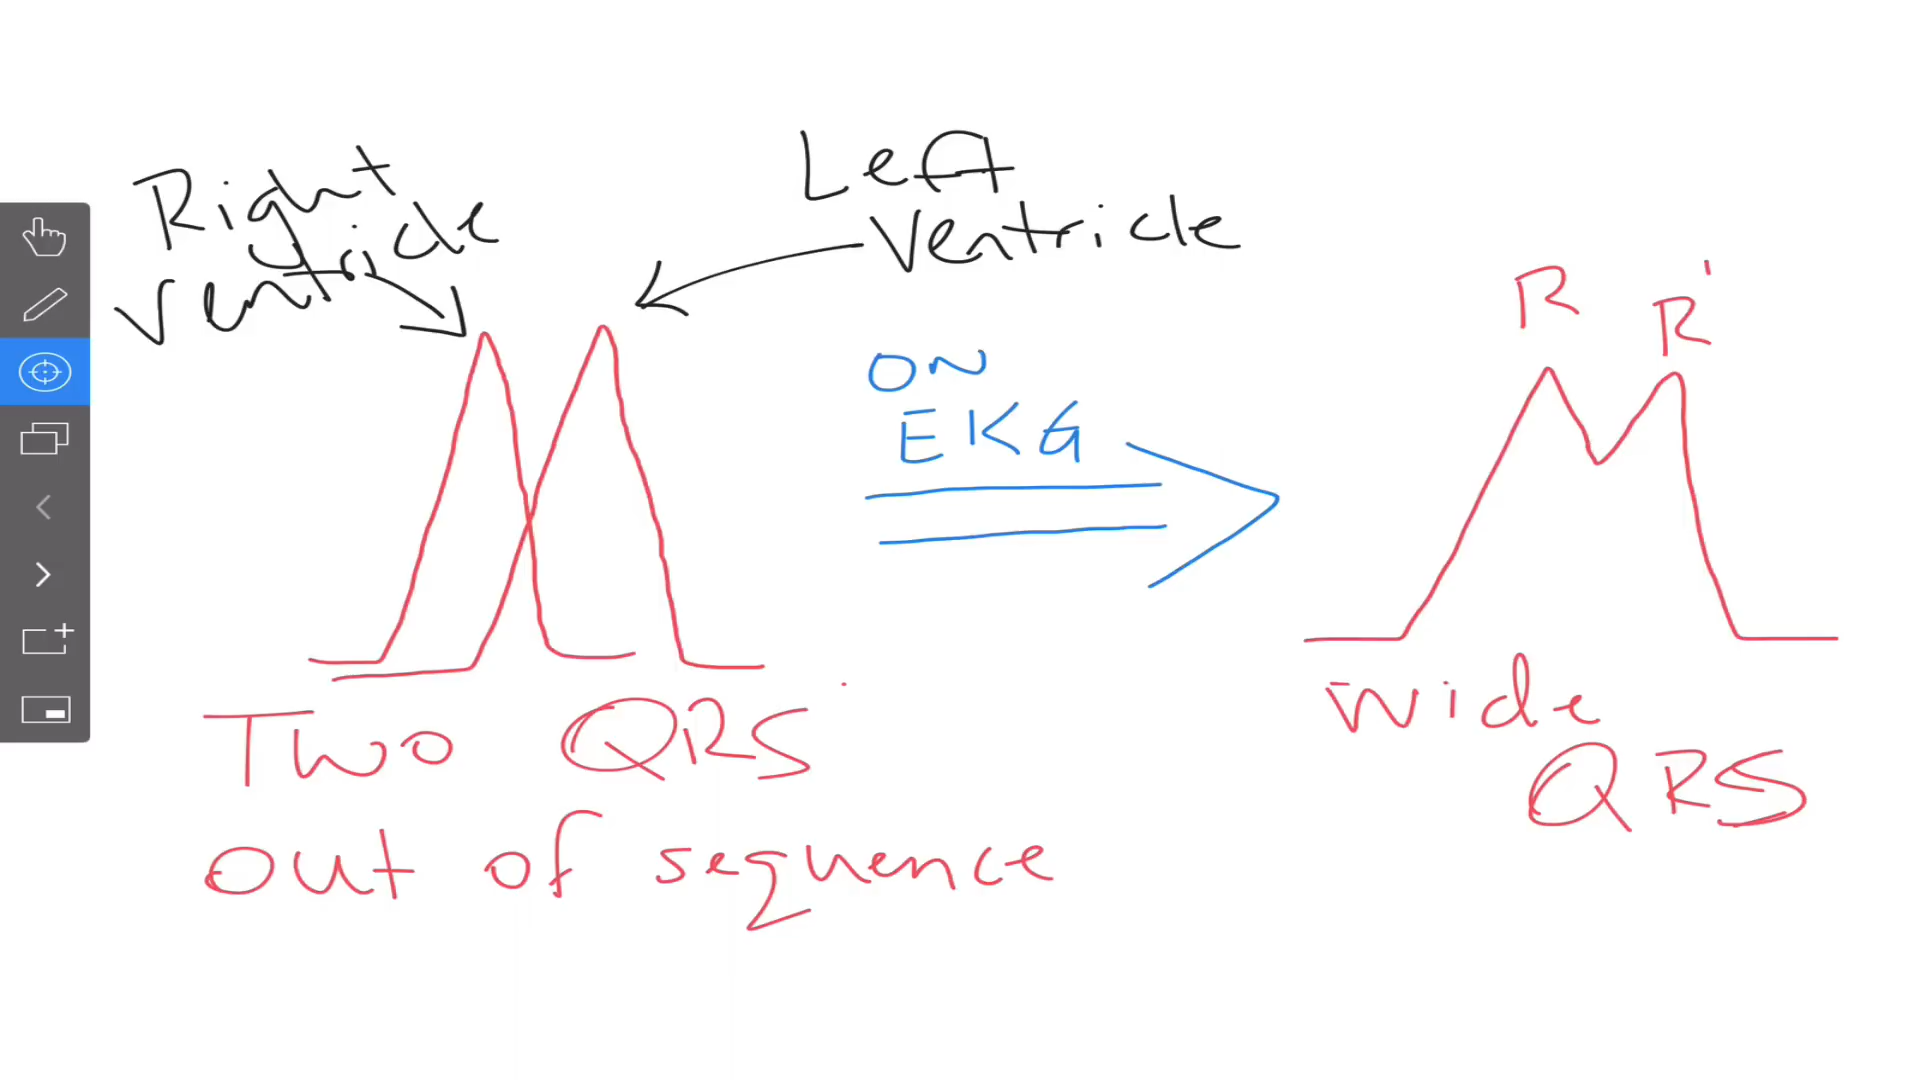 Right
ventricle
Left
ventricle
ON
EKG
R
R'
Two QRS
out of sequence
wide
QRS